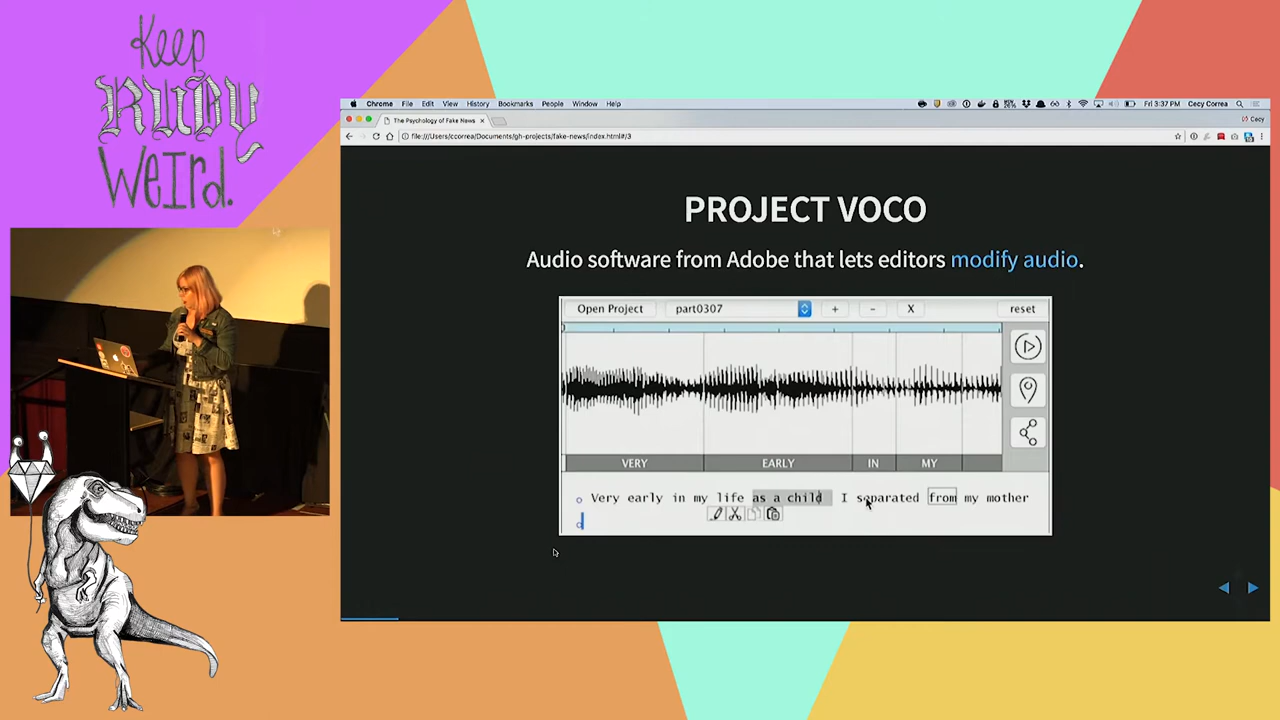 Keep
RUBY
Weird.
Chrome File Edit View History Bookmarks People Window Help
Fri 3:37 PM Cecy Correa
The Psychology of Fake News
Cecy
file:///Users/ccorrea/Documents/gh-projects/fake-news/index.html#/3
PROJECT VOCO
Audio software from Adobe that lets editors modify audio.
Open Project part0307 + - X reset
VERY EARLY IN MY
Very early in my life as a child I separated from my mother